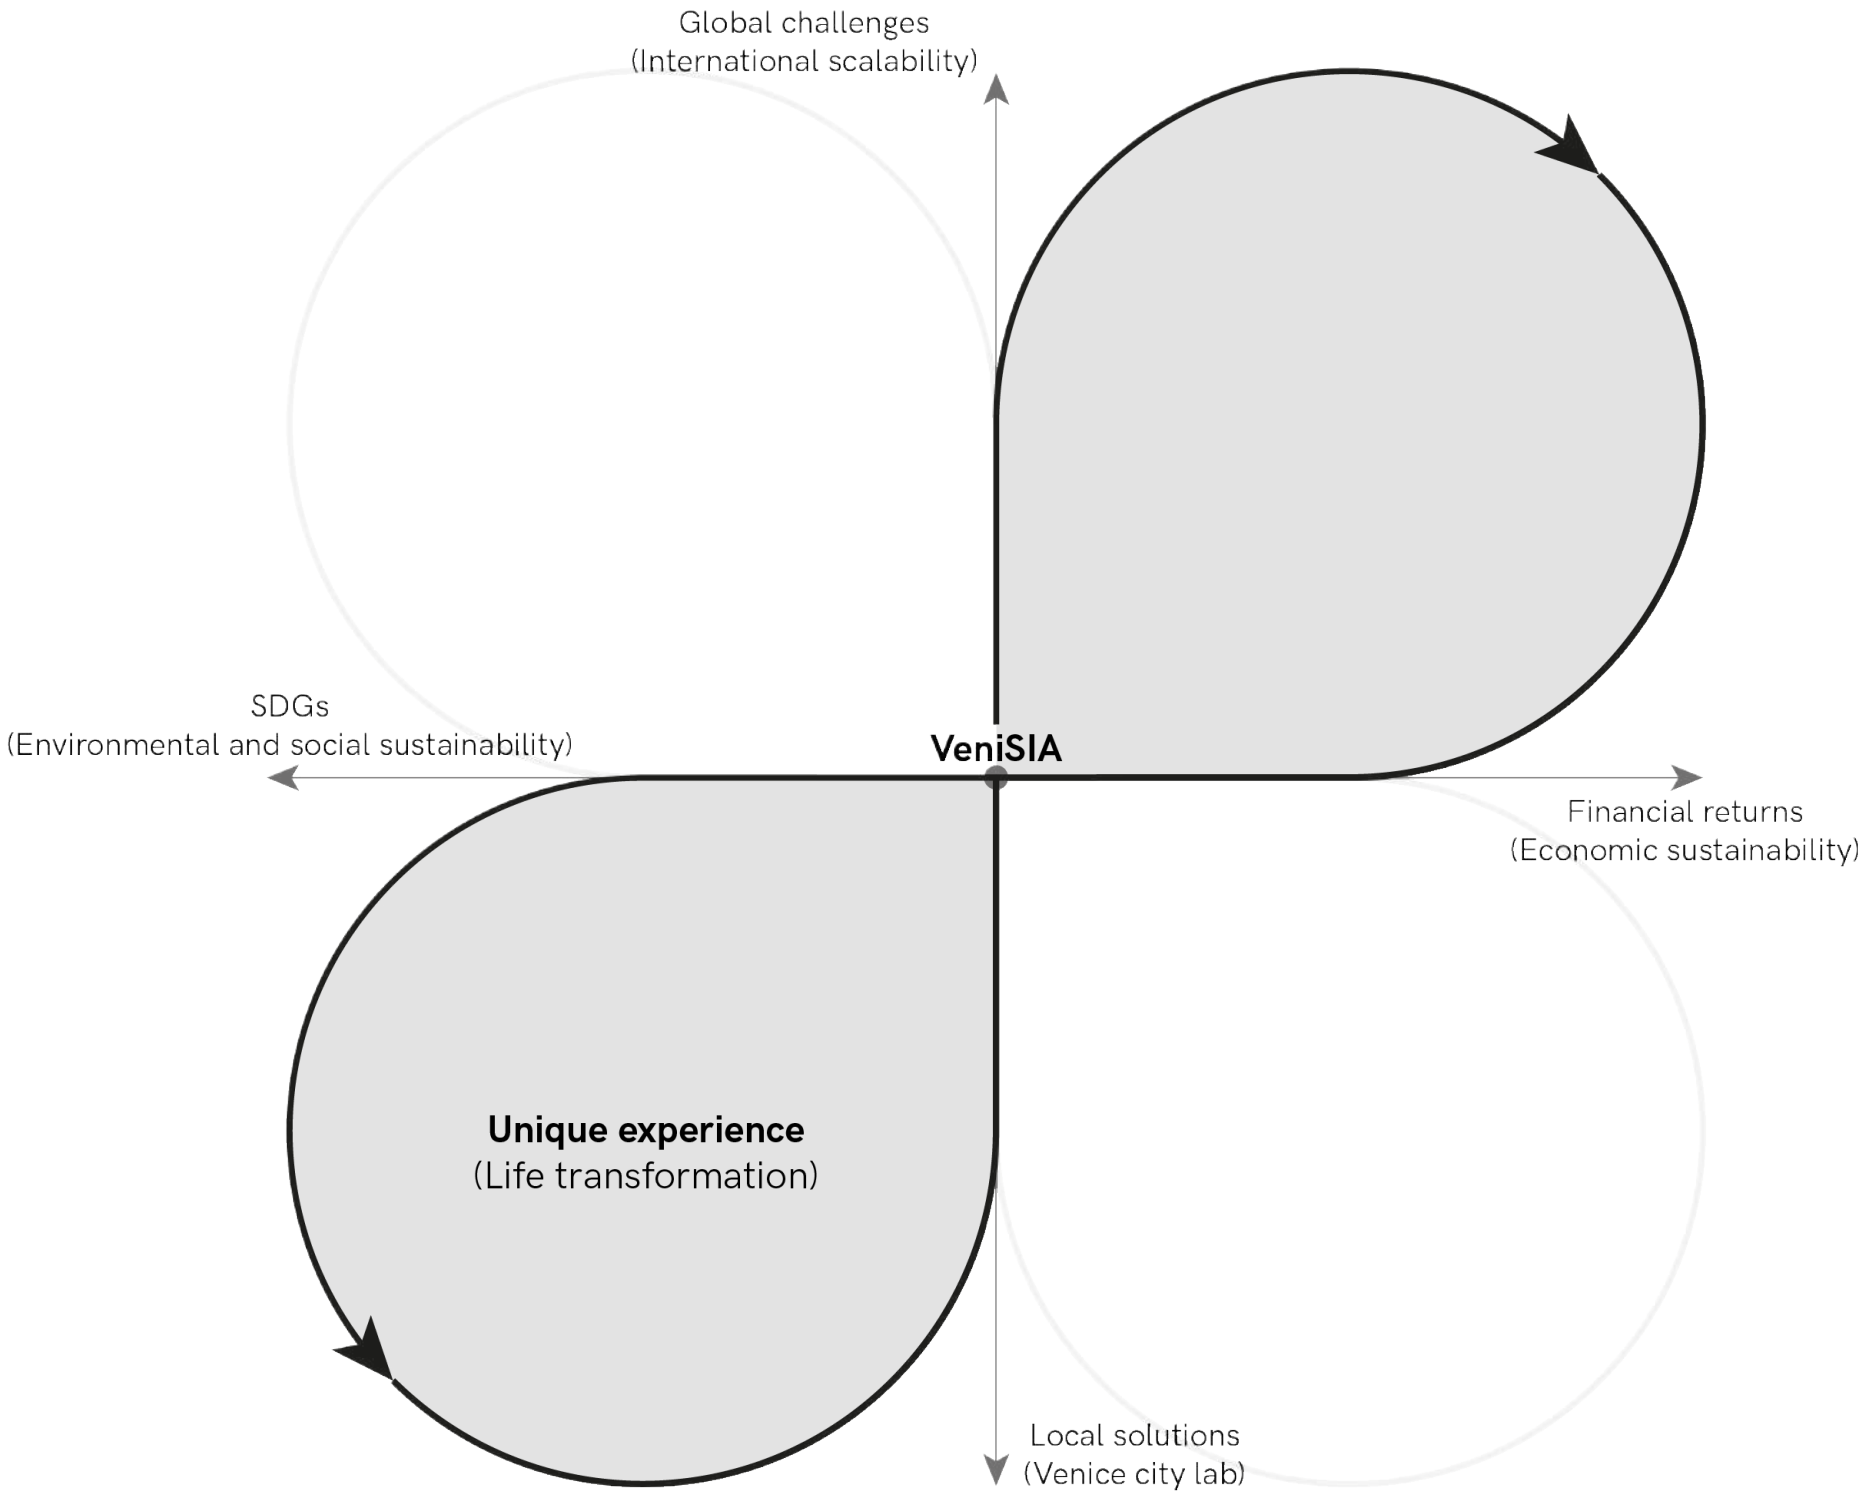 Global challenges
(International scalability)
SDGs
(Environmental and social sustainability)
VeniSIA
Financial returns
(Economic sustainability)
Unique experience
(Life transformation)
Local solutions
(Venice city lab)